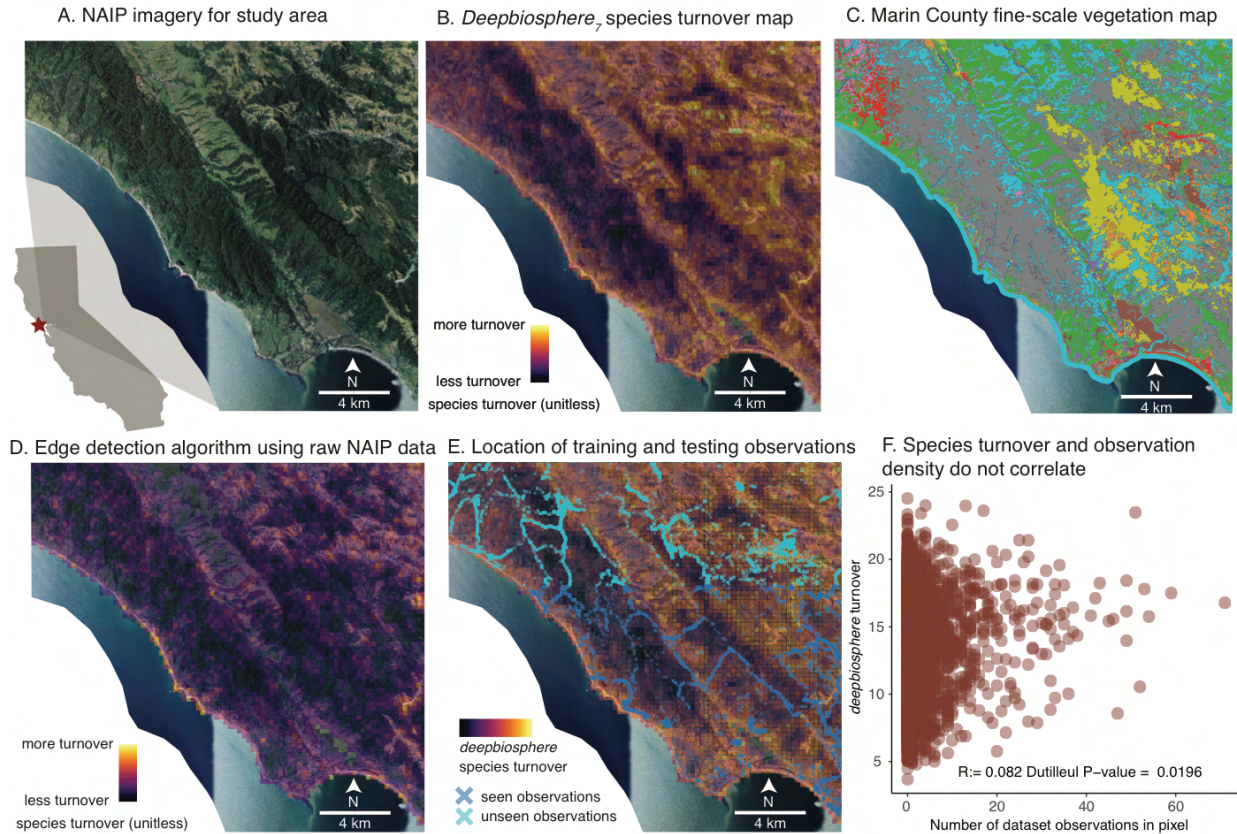 A. NAIP imagery for study area
B. Deepbiosphere7 species turnover map
C. Marin County fine-scale vegetation map
N
4 km
more turnover
less turnover
species turnover (unitless)
N
4 km
N
4 km
D. Edge detection algorithm using raw NAIP data
E. Location of training and testing observations
F. Species turnover and observation
density do not correlate
more turnover
less turnover
species turnover (unitless)
N
4 km
deepbiosphere
species turnover
seen observations
unseen observations
N
4 km
deepbiosphere turnover
25
20
15
10
5
R:= 0.082 Dutilleul P−value = 0.0196
0
20
40
60
Number of dataset observations in pixel